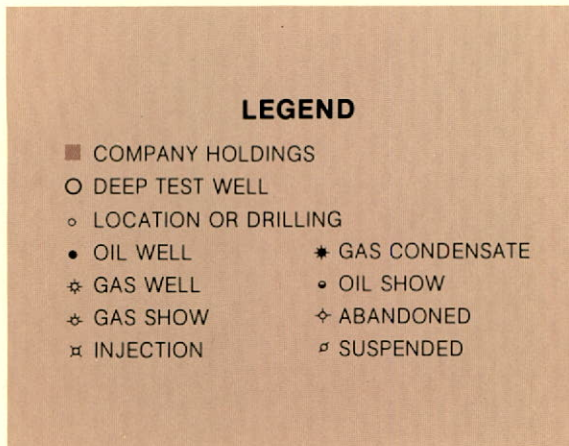 LEGEND
COMPANY HOLDINGS
DEEP TEST WELL
LOCATION OR DRILLING
OIL WELL
GAS CONDENSATE
GAS WELL
OIL SHOW
GAS SHOW
ABANDONED
INJECTION
SUSPENDED